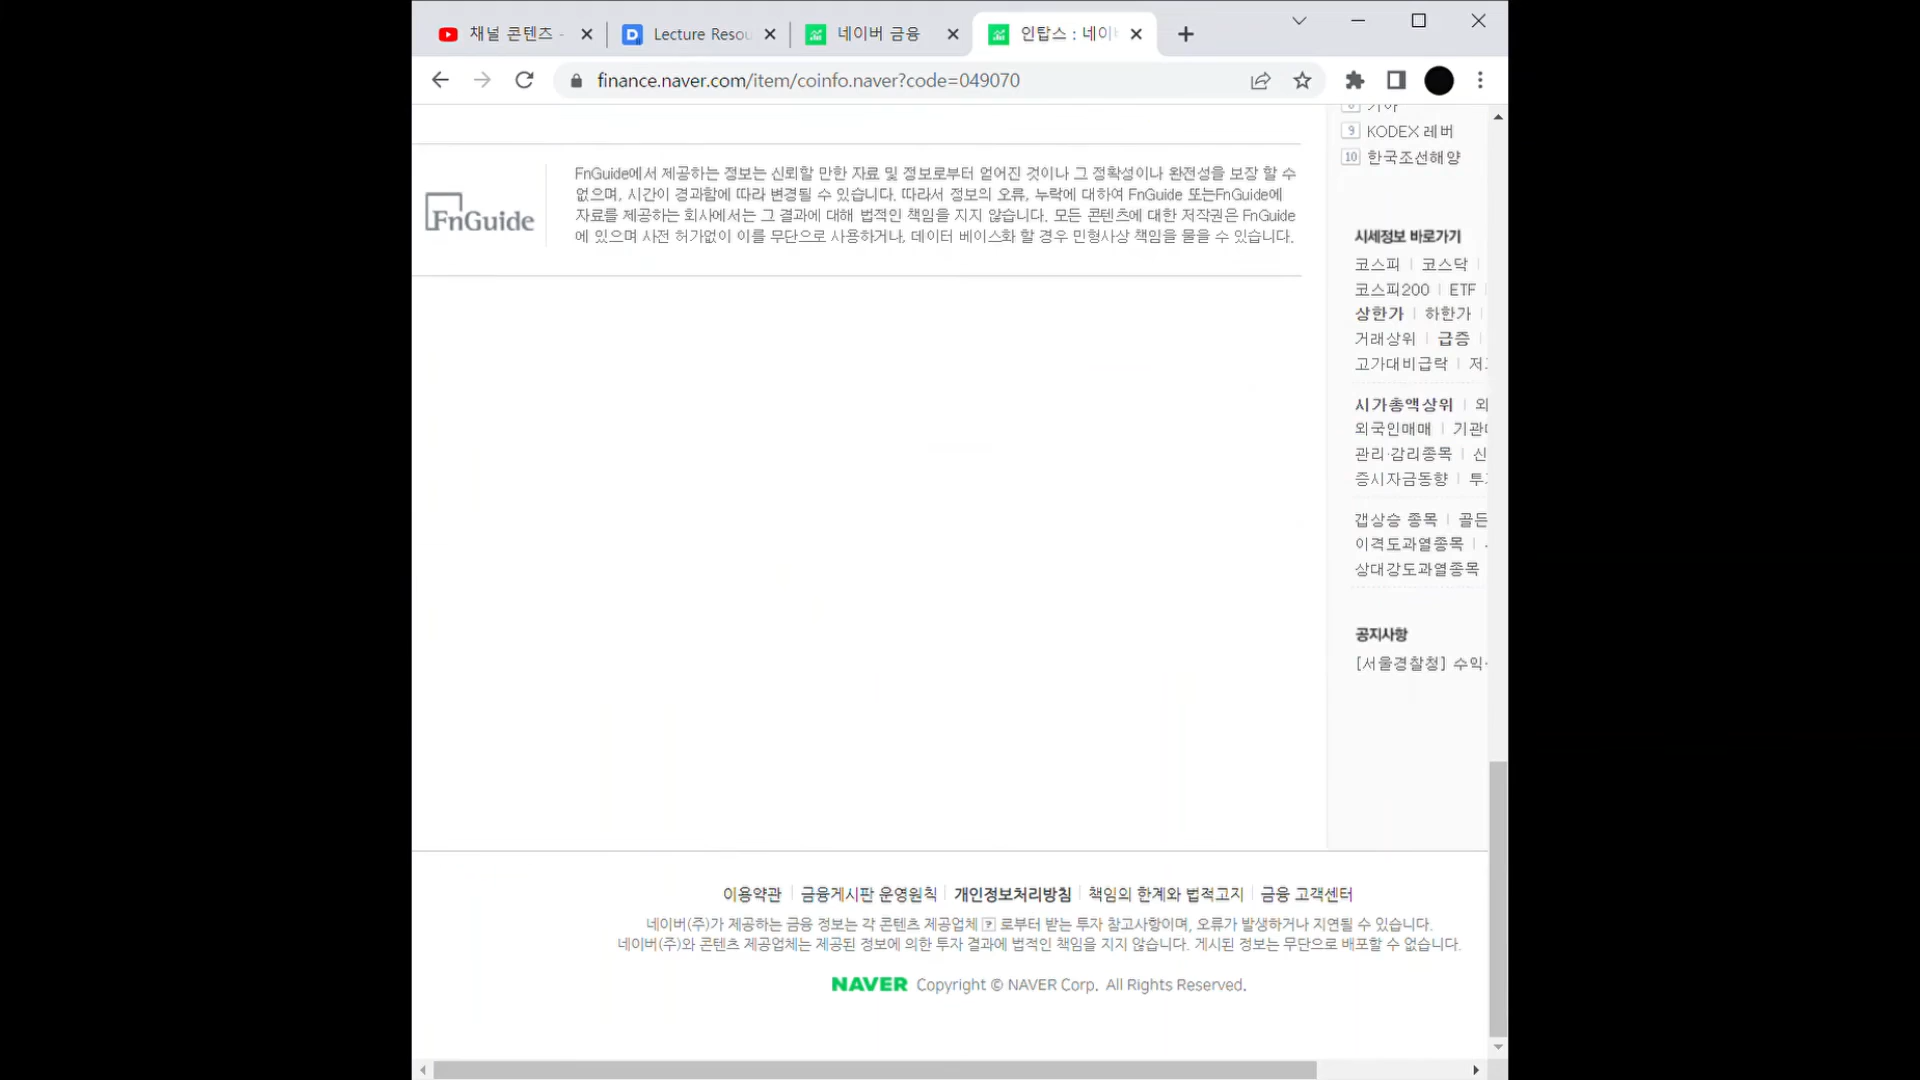 채널 콘텐츠 -
Lecture Resou
네이버 금융
인탑스 : 네이
finance.naver.com/item/coinfo.naver?code=049070
9 KODEX 레버
10 한국조선해양
FnGuide
FnGuide에서 제공하는 정보는 신뢰할 만한 자료 및 정보로부터 얻어진 것이나 그 정확성이나 완전성을 보장 할 수
없으며, 시간이 경과함에 따라 변경될 수 있습니다. 따라서 정보의 오류, 누락에 대하여 FnGuide 또는FnGuide에
자료를 제공하는 회사에서는 그 결과에 대해 법적인 책임을 지지 않습니다. 모든 콘텐츠에 대한 저작권은 FnGuide
에 있으며 사전 허가없이 이를 무단으로 사용하거나, 데이터 베이스화 할 경우 민형사상 책임을 물을 수 있습니다.
시세정보 바로가기
코스피 코스닥
코스피200 ETF
상한가 하한가
거래상위 급증
고가대비급락 저
시가총액상위 외
외국인매매 기관
관리·감리종목 신
증시자금동향 투
갭상승 종목 골든
이격도과열종목
상대강도과열종목
공지사항
[서울경찰청] 수익
이용약관 금융게시판 운영원칙 개인정보처리방침 책임의 한계와 법적고지 금융 고객센터
네이버(주)가 제공하는 금융 정보는 각 콘텐츠 제공업체 ? 로부터 받는 투자 참고사항이며, 오류가 발생하거나 지연될 수 있습니다.
네이버(주)와 콘텐츠 제공업체는 제공된 정보에 의한 투자 결과에 법적인 책임을 지지 않습니다. 게시된 정보는 무단으로 배포할 수 없습니다.
NAVER Copyright © NAVER Corp. All Rights Reserved.